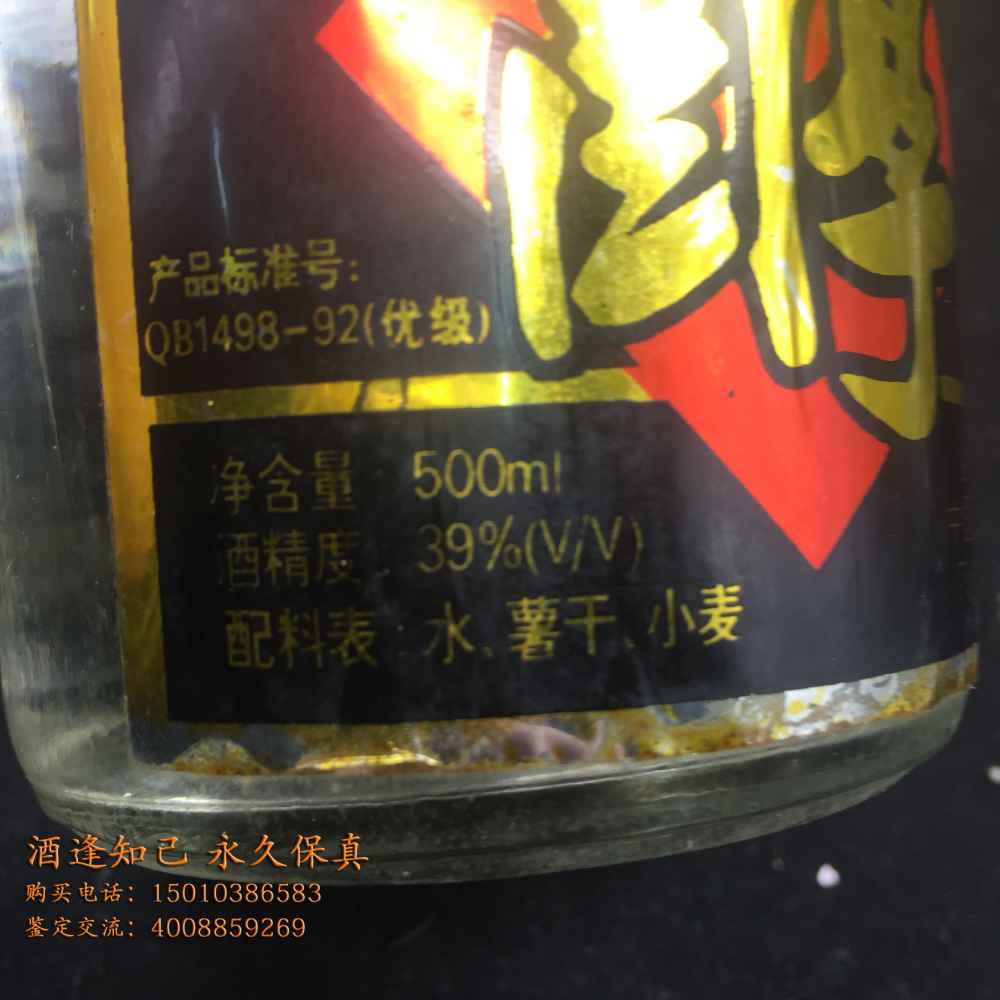 产品标准号:
QB1498-92(优级)
净含量 500ml
酒精度 39%(V/V)
配料表 水、薯干、小麦
酒逢知己 永久保真
购买电话: 15010386583
鉴定交流: 4008859269